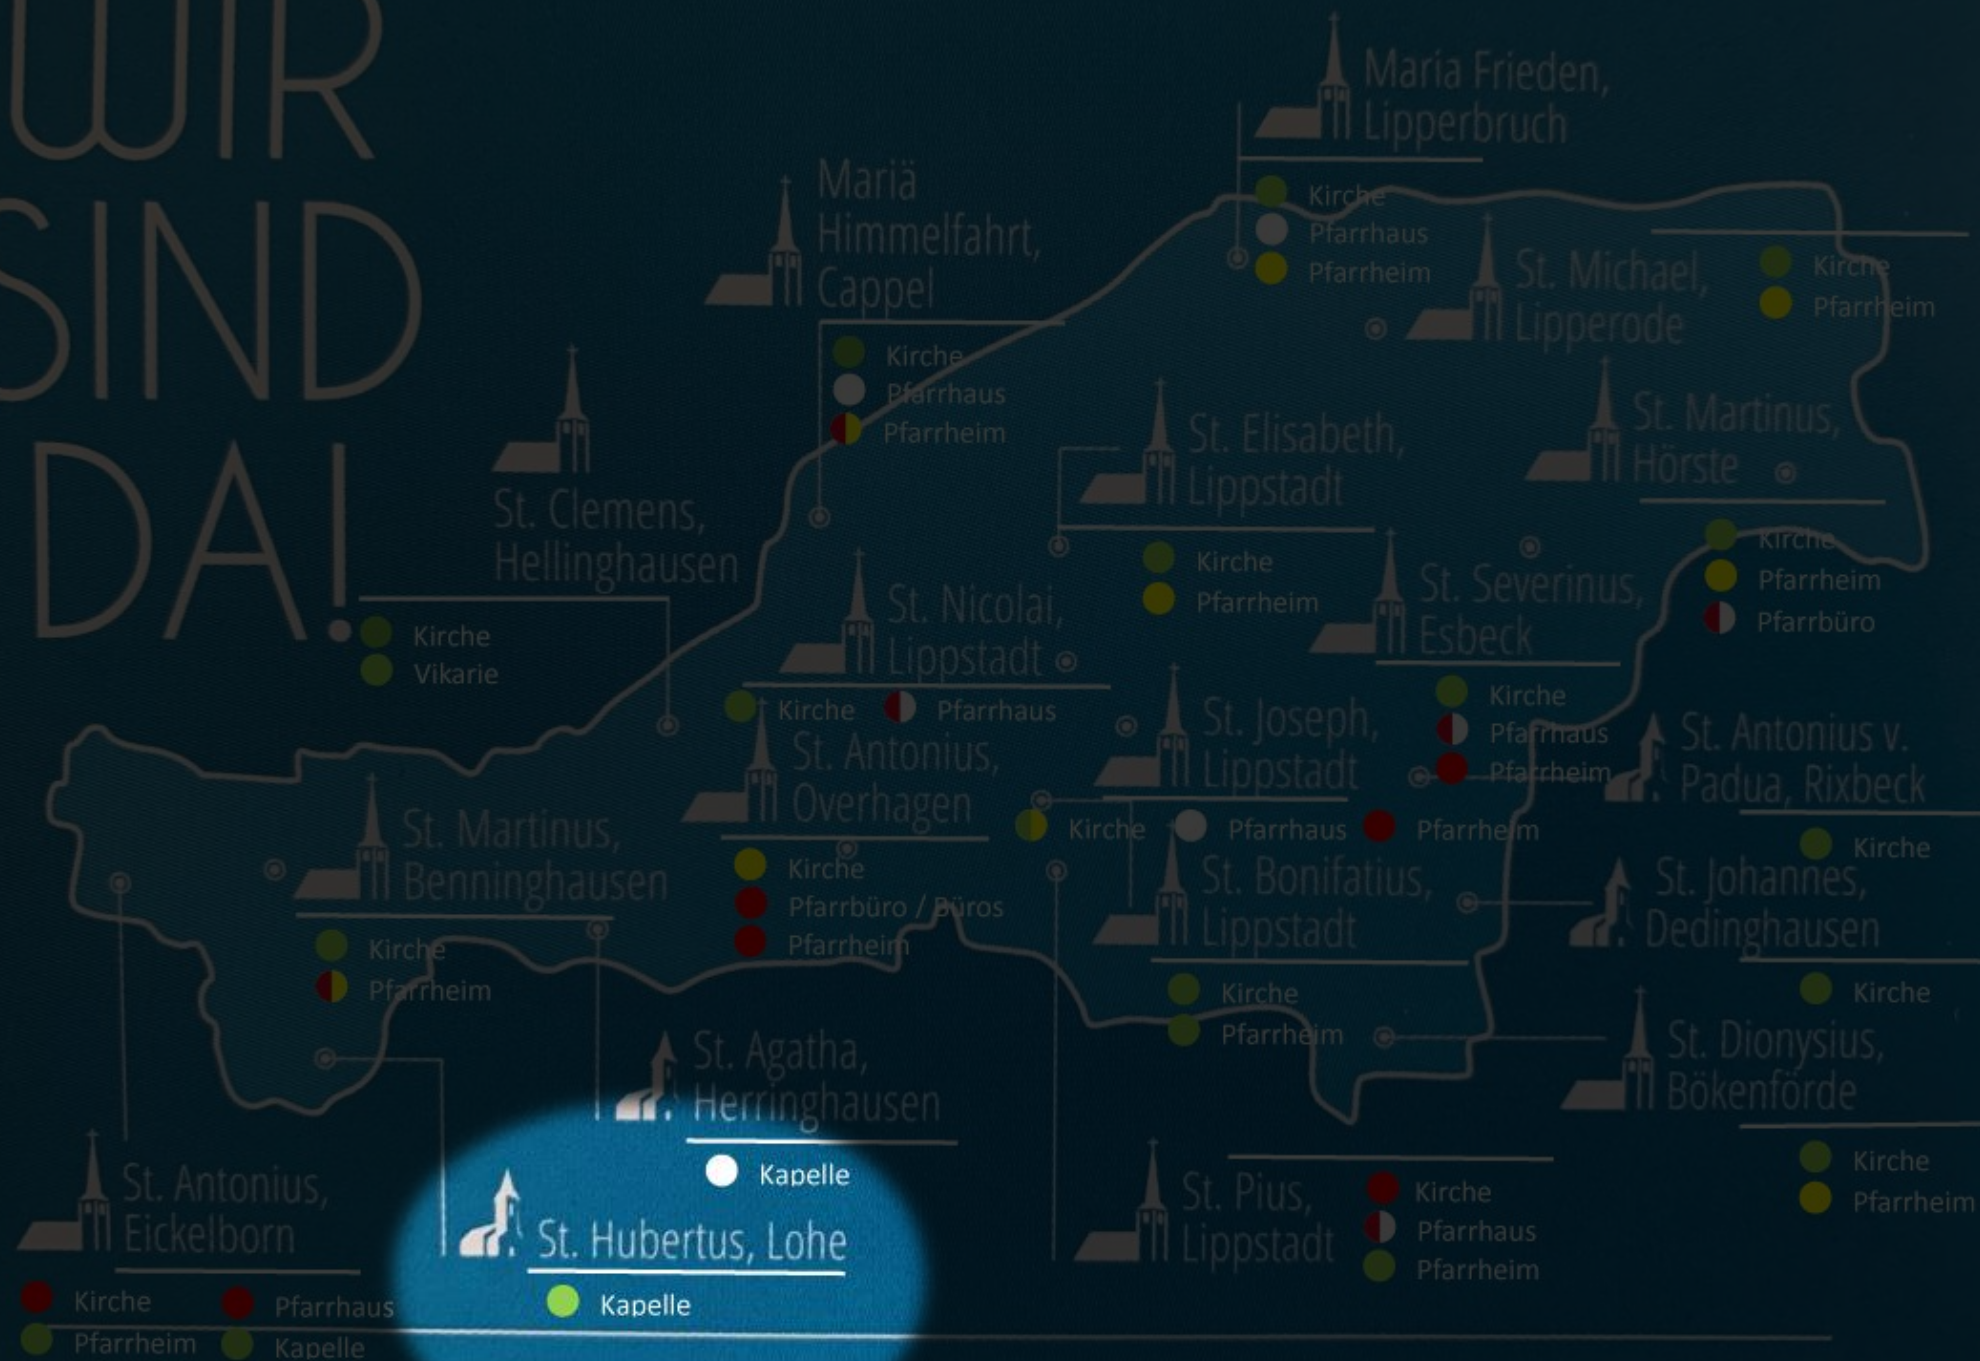 WIR
SIND
DA!
Maria Frieden,
Lipperbruch
Kirche
Pfarrhaus
Pfarrheim
Mariä
Himmelfahrt,
Cappel
Kirche
Pfarrhaus
Pfarrheim
St. Michael,
Lipperode
Kirche
Pfarrheim
St. Clemens,
Hellinghausen
Kirche
Vikarie
St. Elisabeth,
Lippstadt
Kirche
Pfarrheim
St. Martinus,
Hörste
Kirche
Pfarrheim
Pfarrbüro
St. Nicolai,
Lippstadt
Kirche Pfarrhaus
St. Severinus,
Esbeck
Kirche
Pfarrhaus
Pfarrheim
St. Antonius,
Overhagen
Kirche
Pfarrbüro / Büros
Pfarrheim
St. Joseph,
Lippstadt
Kirche Pfarrhaus Pfarrheim
St. Antonius v.
Padua, Rixbeck
Kirche
St. Martinus,
Benninghausen
Kirche
Pfarrheim
St. Bonifatius,
Lippstadt
Kirche
Pfarrheim
St. Johannes,
Dedinghausen
Kirche
St. Agatha,
Herringhausen
Kapelle
St. Dionysius,
Bökenförde
Kirche
Pfarrheim
St. Antonius,
Eickelborn
Kirche Pfarrhaus
Pfarrheim Kapelle
St. Hubertus, Lohe
Kapelle
St. Pius,
Lippstadt
Kirche
Pfarrhaus
Pfarrheim